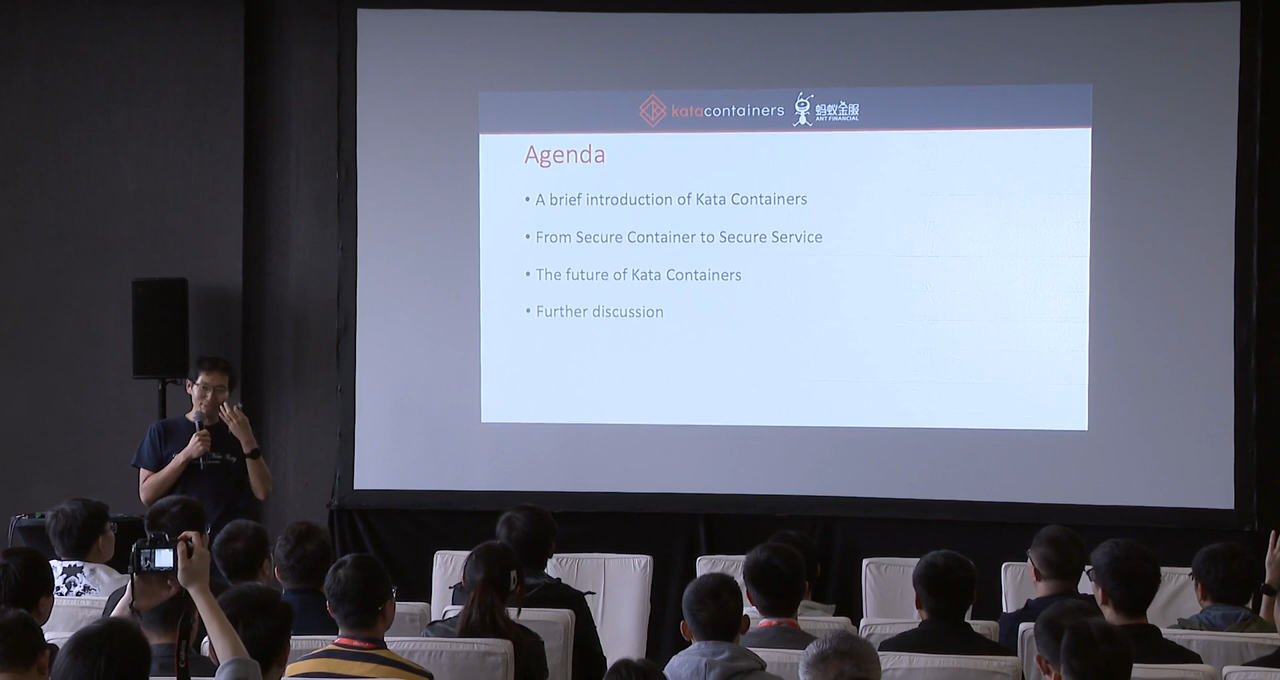 katacontainers 蚂蚁金服
ANT FINANCIAL
Agenda
• A brief introduction of Kata Containers
• From Secure Container to Secure Service
• The future of Kata Containers
• Further discussion